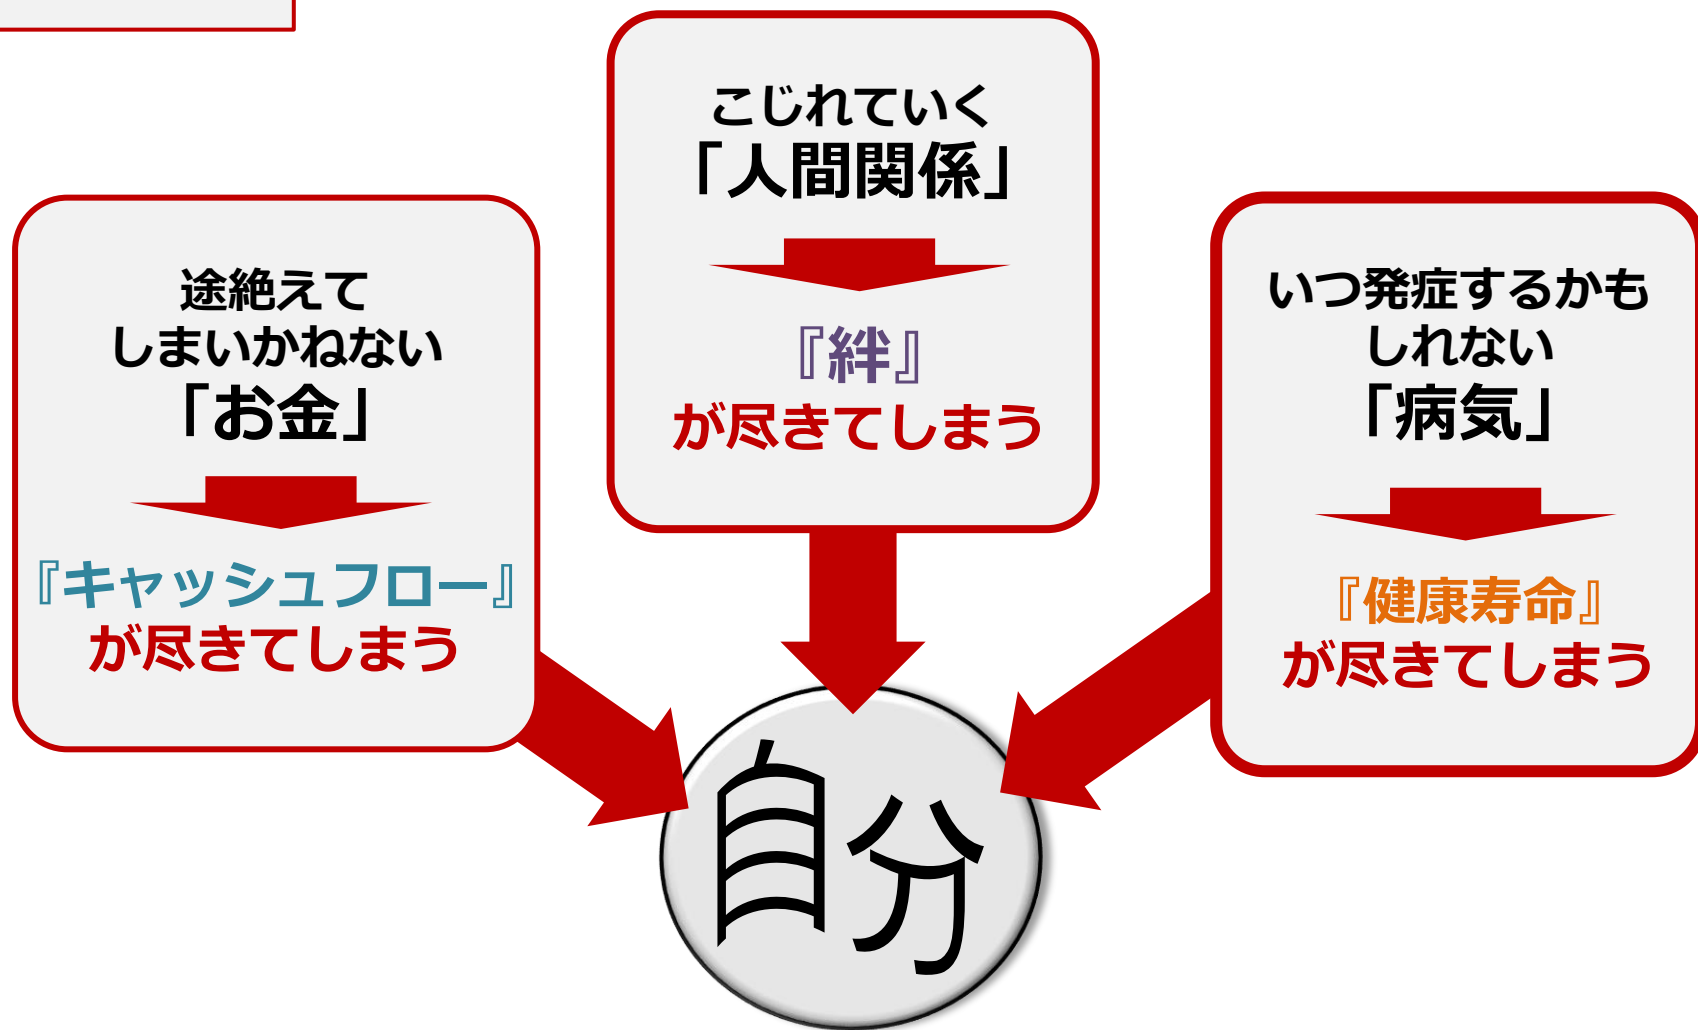 こじれていく
「人間関係」
『絆』
が尽きてしまう
途絶えて
しまいかねない
「お金」
『キャッシュフロー』
が尽きてしまう
いつ発症するかも
しれない
「病気」
『健康寿命』
が尽きてしまう
自分